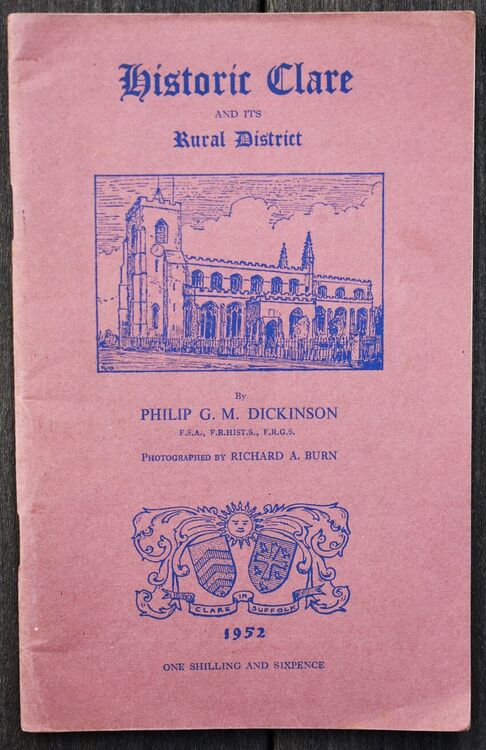 Historic Clare
AND ITS
Rural District
By
PHILIP G. M. DICKINSON
F.S.A., F.R.HIST.S., F.R.G.S.
PHOTOGRAPHED BY RICHARD A. BURN
CLARE IN SUFFOLK
1952
ONE SHILLING AND SIXPENCE